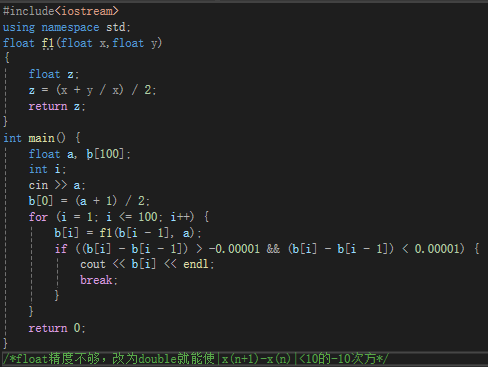 #include<iostream>
using namespace std;
float f1(float x,float y)
{
float z;
z = (x + y / x) / 2;
return z;
}
int main() {
float a, b[100];
int i;
cin >> a;
b[0] = (a + 1) / 2;
for (i = 1; i <= 100; i++) {
b[i] = f1(b[i - 1], a);
if ((b[i] - b[i - 1]) > -0.00001 && (b[i] - b[i - 1]) < 0.00001) {
cout << b[i] << endl;
break;
}
}
return 0;
}
/*float精度不够，改为double就能使|x(n+1)-x(n)|<10的-10次方*/